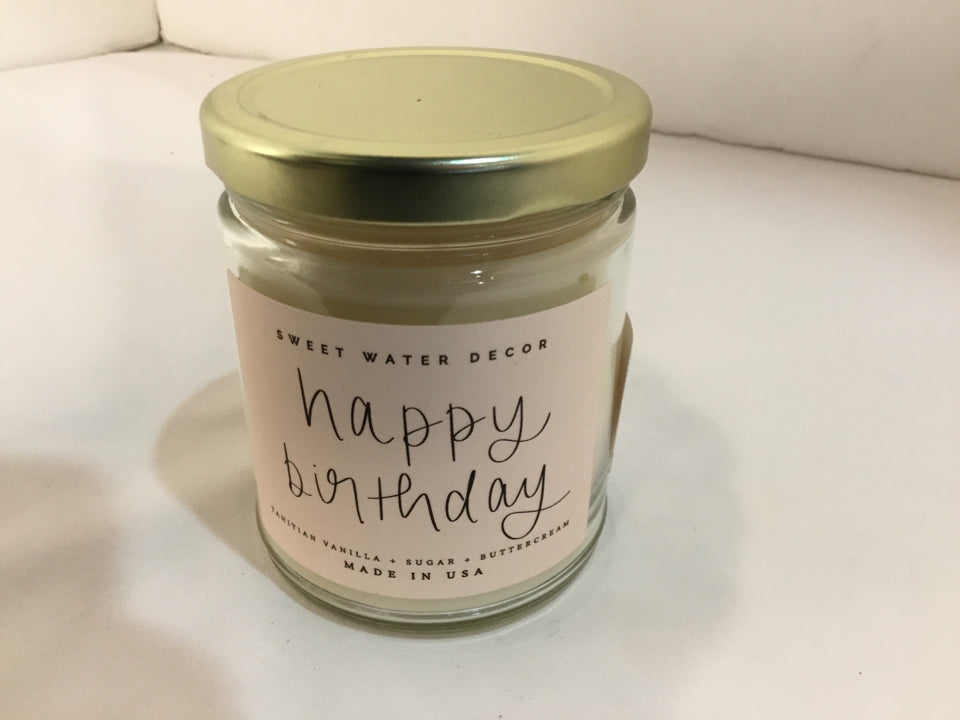 SWEET WATER DECOR
happy
birthday
TAHITIAN VANILLA + SUGAR + BUTTERCREAM
MADE IN USA